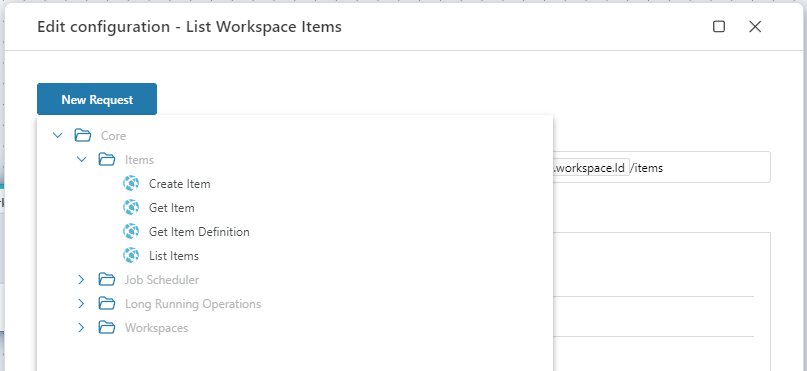 Edit configuration - List Workspace Items
New Request
Core
Items
.workspace.Id /items
Create Item
Get Item
Get Item Definition
List Items
Job Scheduler
Long Running Operations
Workspaces